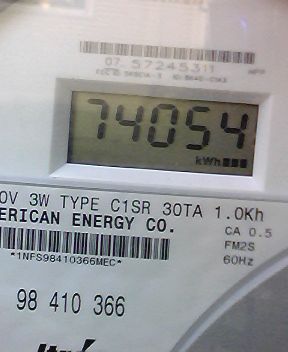 07 57245311
74054
kWh
0V 3W TYPE C1SR 30TA 1.0Kh
ERICAN ENERGY CO.
CA 0.5
FM2S
*1NFS98410366MEC*
60Hz
98 410 366
Itr